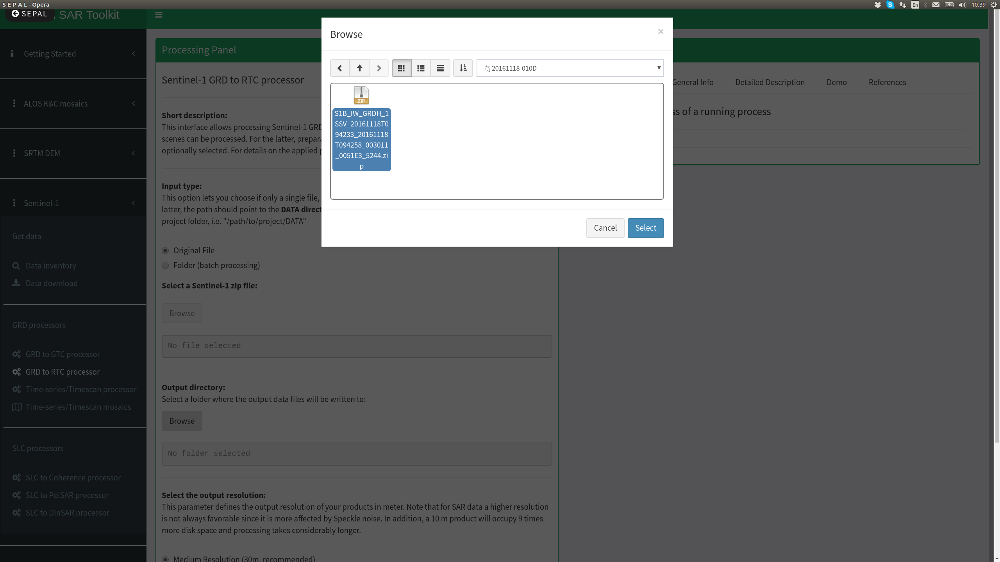 S E P A L - Opera
En
10:39
SEPAL
SAR Toolkit
Getting Started
ALOS K&C mosaics
SRTM DEM
Sentinel-1
Get data
Data inventory
Data download
GRD processors
GRD to GTC processor
GRD to RTC processor
Time-series/Timescan processor
Time-series/Timescan mosaics
SLC processors
SLC to Coherence processor
SLC to PolSAR processor
SLC to DInSAR processor
Processing Panel
Sentinel-1 GRD to RTC processor
Short description:
This interface allows processing Sentinel-1 GRD
scenes can be processed. For the latter,
optionally selected. For details on the applied
Input type:
This option lets you choose if only a single file,
latter, the path should point to the DATA
project folder, i.e. "/path/to/project/DATA"
Original File
Folder (batch processing)
Select a Sentinel-1 zip file:
Browse
No file selected
Output directory:
Select a folder where the output data files will be written to:
Browse
No folder selected
Select the output resolution:
This parameter defines the output resolution of your products in meter. Note that for SAR data a higher resolution
is not always favorable since it is more affected by Speckle noise. In addition, a 10 m product will occupy 9 times
more disk space and processing takes considerably longer.
Medium Resolution (30m, recommended)
Browse
×
20161118-010D
ZIP
S1B_IW_GRDH_1
SSV_20161118T0
94233_20161118
T094258_003011
_0051E3_5244.zi
p
Cancel
Select
General Info
Detailed Description
Demo
References
of a running process